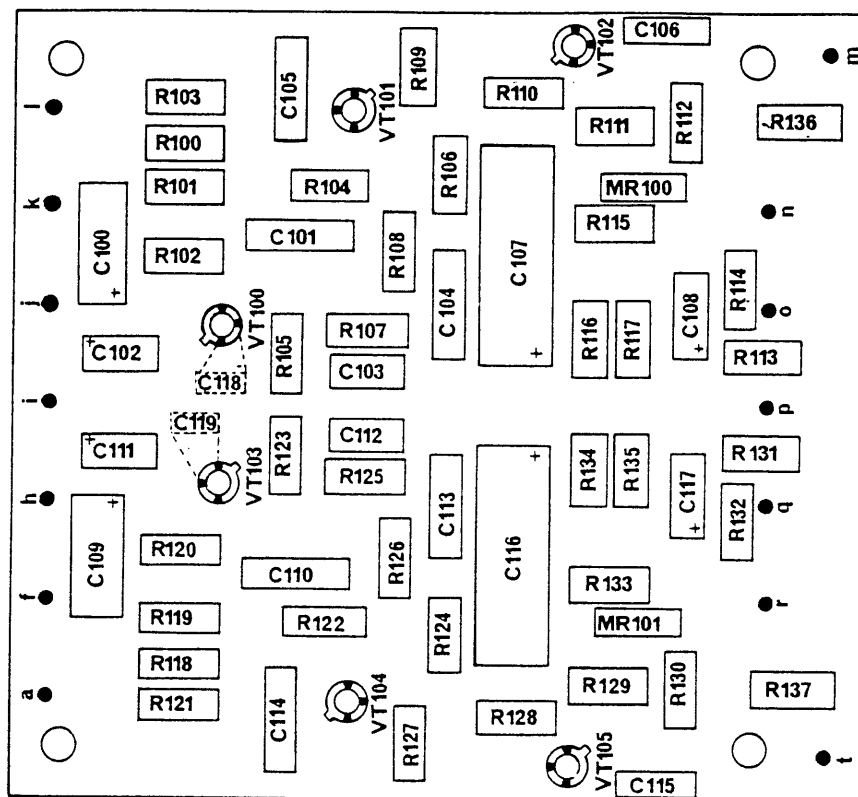 C106
m
VT102
R109
C105
R103
R110
l
VT101
R112
R111
R136
R100
R106
R101
R104
MR100
k
n
R115
C100
C101
R108
R102
C107
+
R114
j
C104
C108
o
VT100
R107
R105
R116
R117
+
C102
+
+
R113
C103
C118
i
p
C119
C112
R123
+
C111
+
R131
R134
R135
VT103
R125
C117
h
+
C113
R132
q
+
C109
R120
R126
C116
C110
R133
f
r
R119
R122
R124
MR101
R118
R130
a
R129
R137
R121
C114
VT104
R128
R127
VT105
t
C115